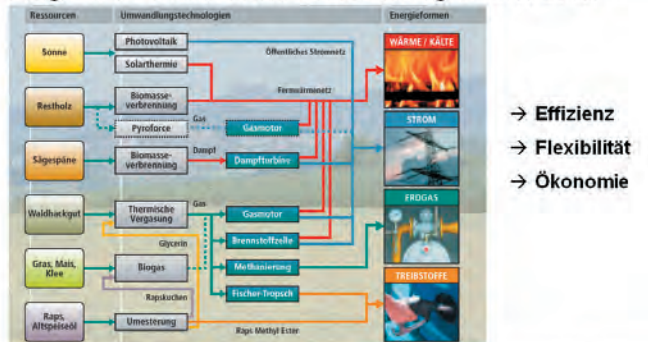 Ressourcen
Umwandlungstechnologien
Energieformen
Sonne
Photovoltaik
Solarthermie
Öffentliches Stromnetz
WÄRME / KÄLTE
Restholz
Biomasse-
verbrennung
Fernwärmenetz
Gas
Pyroforce
Gasmotor
STROM
Sägespäne
Biomasse-
verbrennung
Dampf
Dampfturbine
Waldhackgut
Thermische
Vergasung
Gas
Gasmotor
ERDGAS
Brennstoffzelle
Glycerin
Gras, Mais,
Klee
Biogas
Methanierung
Fischer-Tropsch
TREIBSTOFFE
Rapskuchen
Raps,
Altspeiseöl
Umesterung
Raps Methyl Ester
→ Effizienz
→ Flexibilität
→ Ökonomie